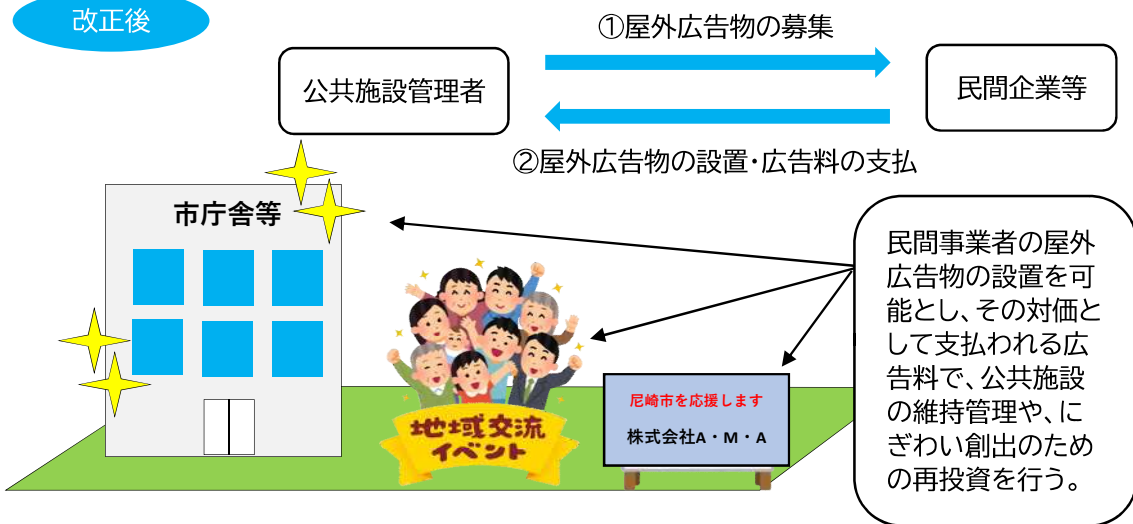 改正後
①屋外広告物の募集
公共施設管理者
民間企業等
②屋外広告物の設置・広告料の支払
市庁舎等
民間事業者の屋外
広告物の設置を可
能とし、その対価と
して支払われる広
告料で、公共施設
の維持管理や、に
ぎわい創出のため
の再投資を行う。
地域交流
イベント
尼崎市を応援します
株式会社A・M・A